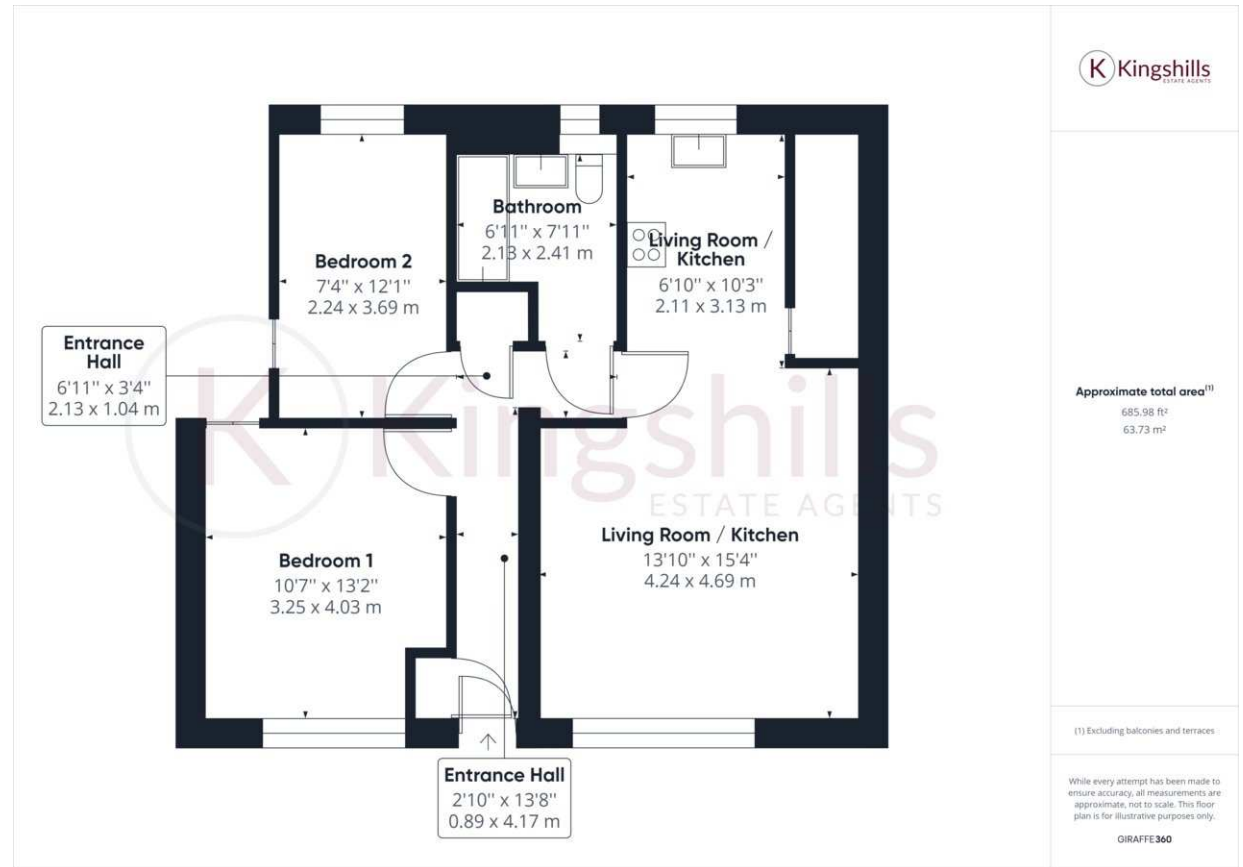 K Kingshills
ESTATE AGENTS
Bathroom
6'11" x 7'11"
2.13 x 2.41 m
Living Room /
Kitchen
6'10" x 10'3"
2.11 x 3.13 m
Bedroom 2
7'4" x 12'1"
2.24 x 3.69 m
Entrance
Hall
6'11" x 3'4"
2.13 x 1.04 m
K Kingshills
ESTATE AGENTS
Living Room / Kitchen
13'10" x 15'4"
4.24 x 4.69 m
Bedroom 1
10'7" x 13'2"
3.25 x 4.03 m
Entrance Hall
2'10" x 13'8"
0.89 x 4.17 m
Approximate total area(1)
685.98 ft²
63.73 m²
(1) Excluding balconies and terraces
While every attempt has been made to
ensure accuracy, all measurements are
approximate, not to scale. This floor
plan is for illustrative purposes only.
GIRAFFE360